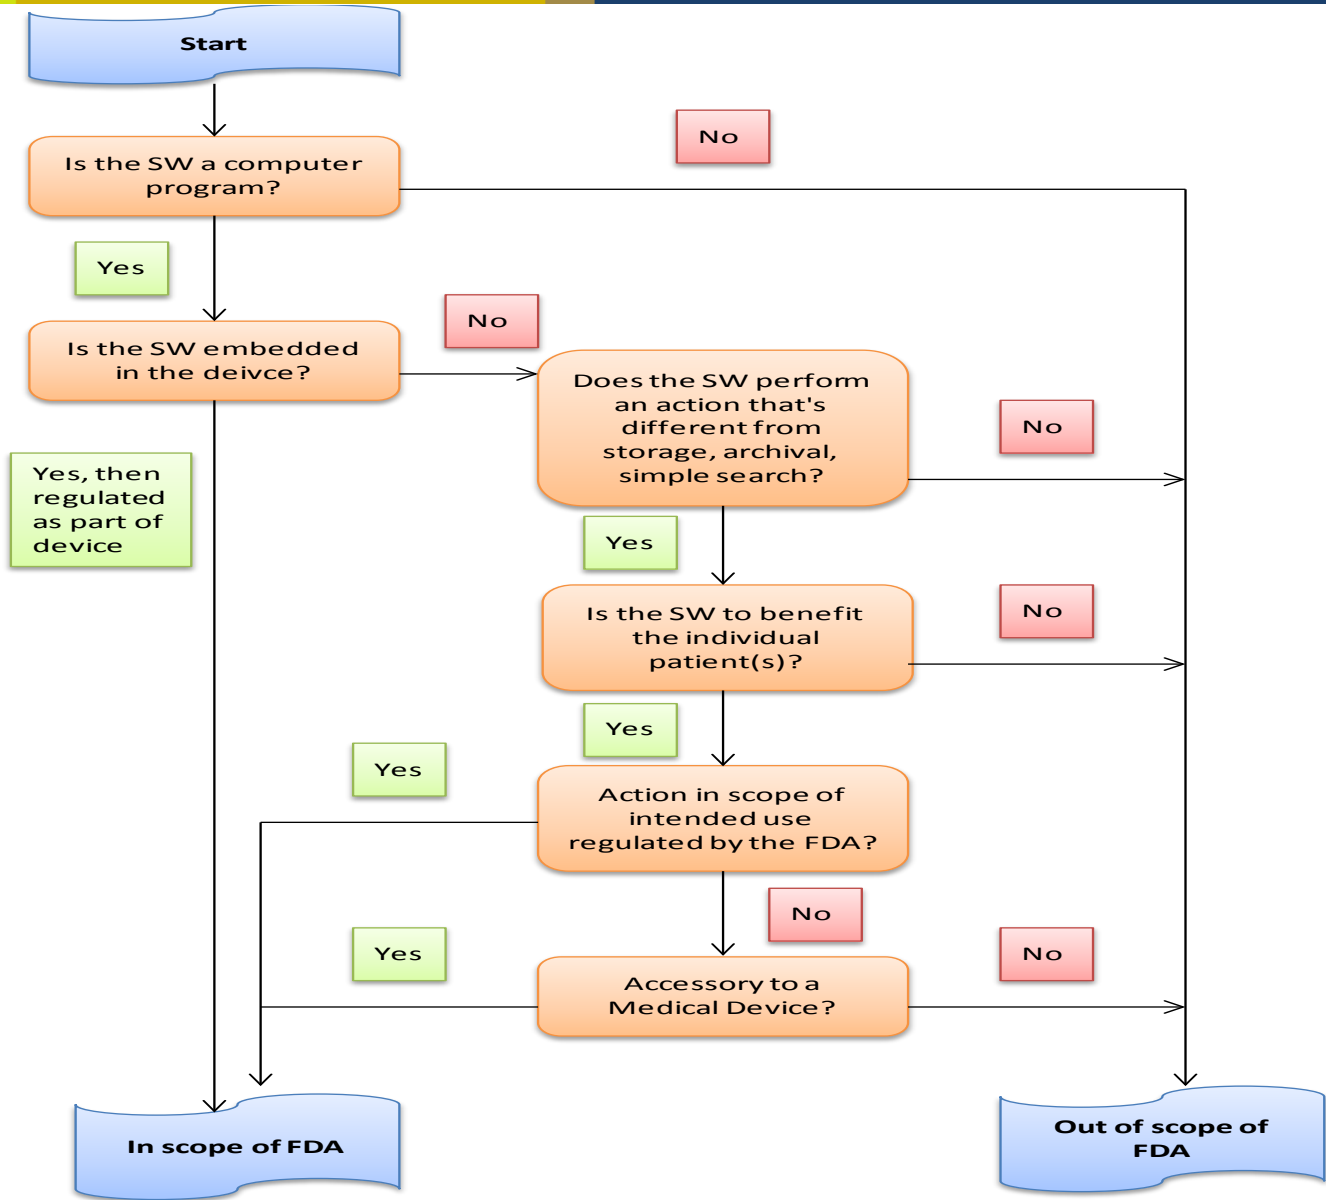 Start
No
Is the SW a computer
program?
Yes
No
Is the SW embedded
in the deivce?
Does the SW perform
an action that's
different from
storage, archival,
simple search?
No
Yes, then
regulated
as part of
device
Yes
Is the SW to benefit
the individual
patient(s)?
No
Yes
Yes
Action in scope of
intended use
regulated by the FDA?
No
Yes
Accessory to a
Medical Device?
No
In scope of FDA
Out of scope of
FDA